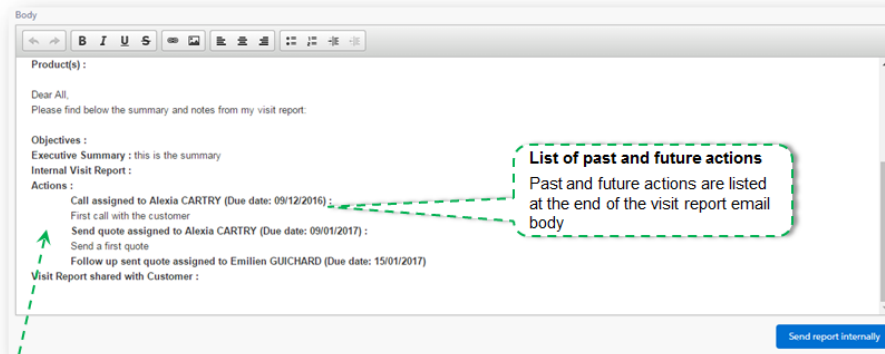 Body
B I U S
Product(s) :
Dear All,
Please find below the summary and notes from my visit report:
Objectives :
Executive Summary : this is the summary
Internal Visit Report :
Actions :
Call assigned to Alexia CARTRY (Due date: 09/12/2016) :
First call with the customer
Send quote assigned to Alexia CARTRY (Due date: 09/01/2017) :
Send a first quote
Follow up sent quote assigned to Emilien GUICHARD (Due date: 15/01/2017)
Visit Report shared with Customer :
List of past and future actions
Past and future actions are listed
at the end of the visit report email
body
Send report internally